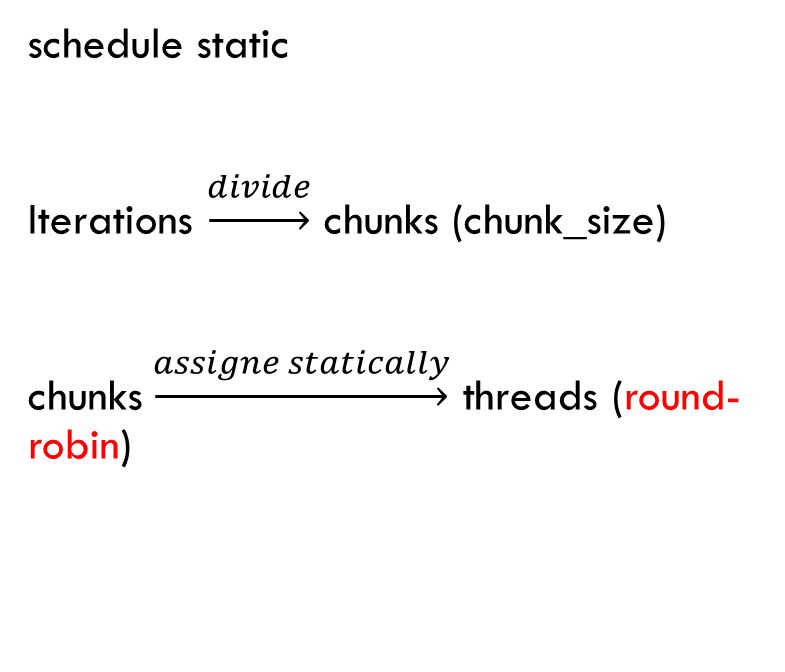 schedule static
divide
Iterations ⟶ chunks (chunk_size)
assigne statically
chunks ⟶ threads (round-
robin)